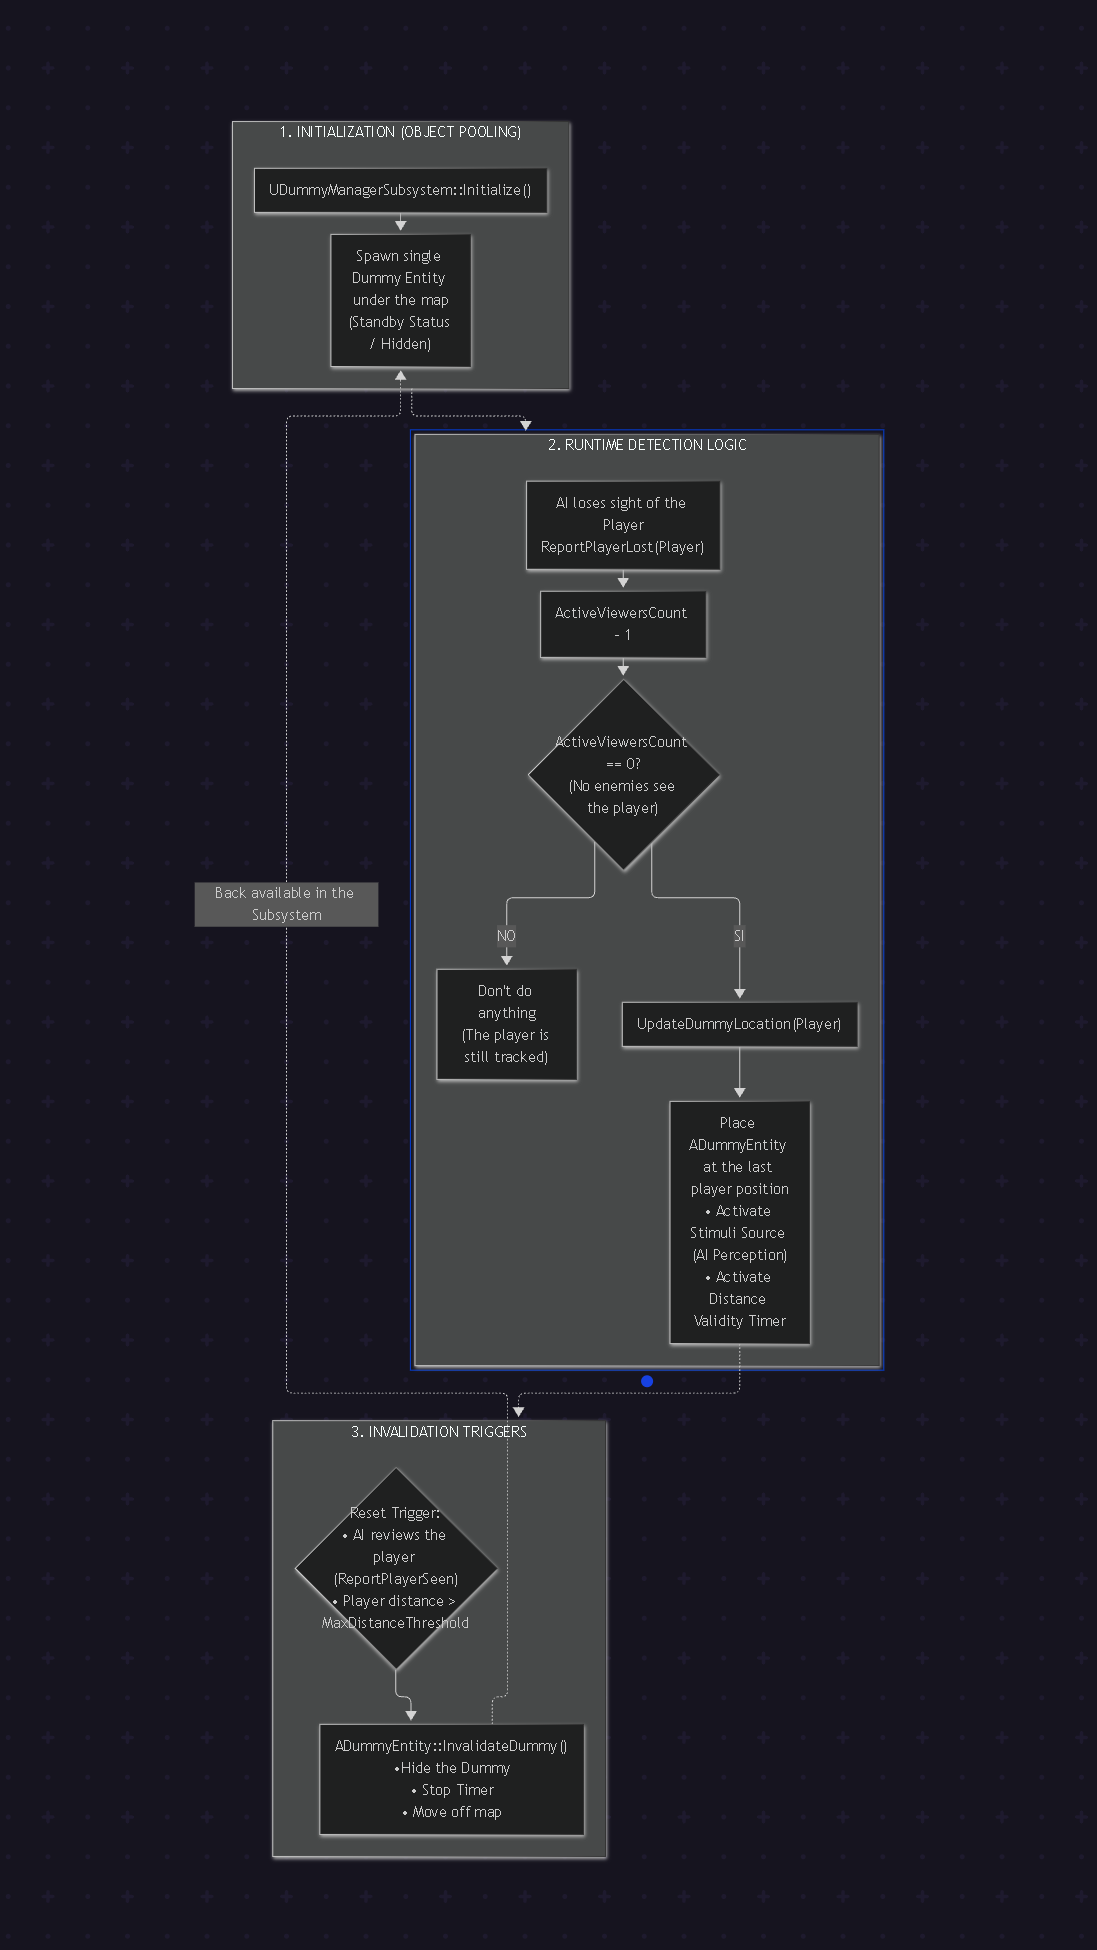 1. INITIALIZATION (OBJECT POOLING)
UDummyManagerSubsystem::Initialize()
Spawn single
Dummy Entity
under the map
(Standby Status
/ Hidden)
2. RUNTIME DETECTION LOGIC
AI loses sight of the
Player
ReportPlayerLost(Player)
ActiveViewersCount
- 1
ActiveViewersCount
== 0?
(No enemies see
the player)
Back available in the
Subsystem
NO
SI
Don't do
anything
(The player is
still tracked)
UpdateDummyLocation(Player)
Place
ADummyEntity
at the last
player position
• Activate
Stimuli Source
(AI Perception)
• Activate
Distance
Validity Timer
3. INVALIDATION TRIGGERS
Reset Trigger:
• AI reviews the
player
(ReportPlayerSeen)
• Player distance >
MaxDistanceThreshold
ADummyEntity::InvalidateDummy()
•Hide the Dummy
• Stop Timer
• Move off map